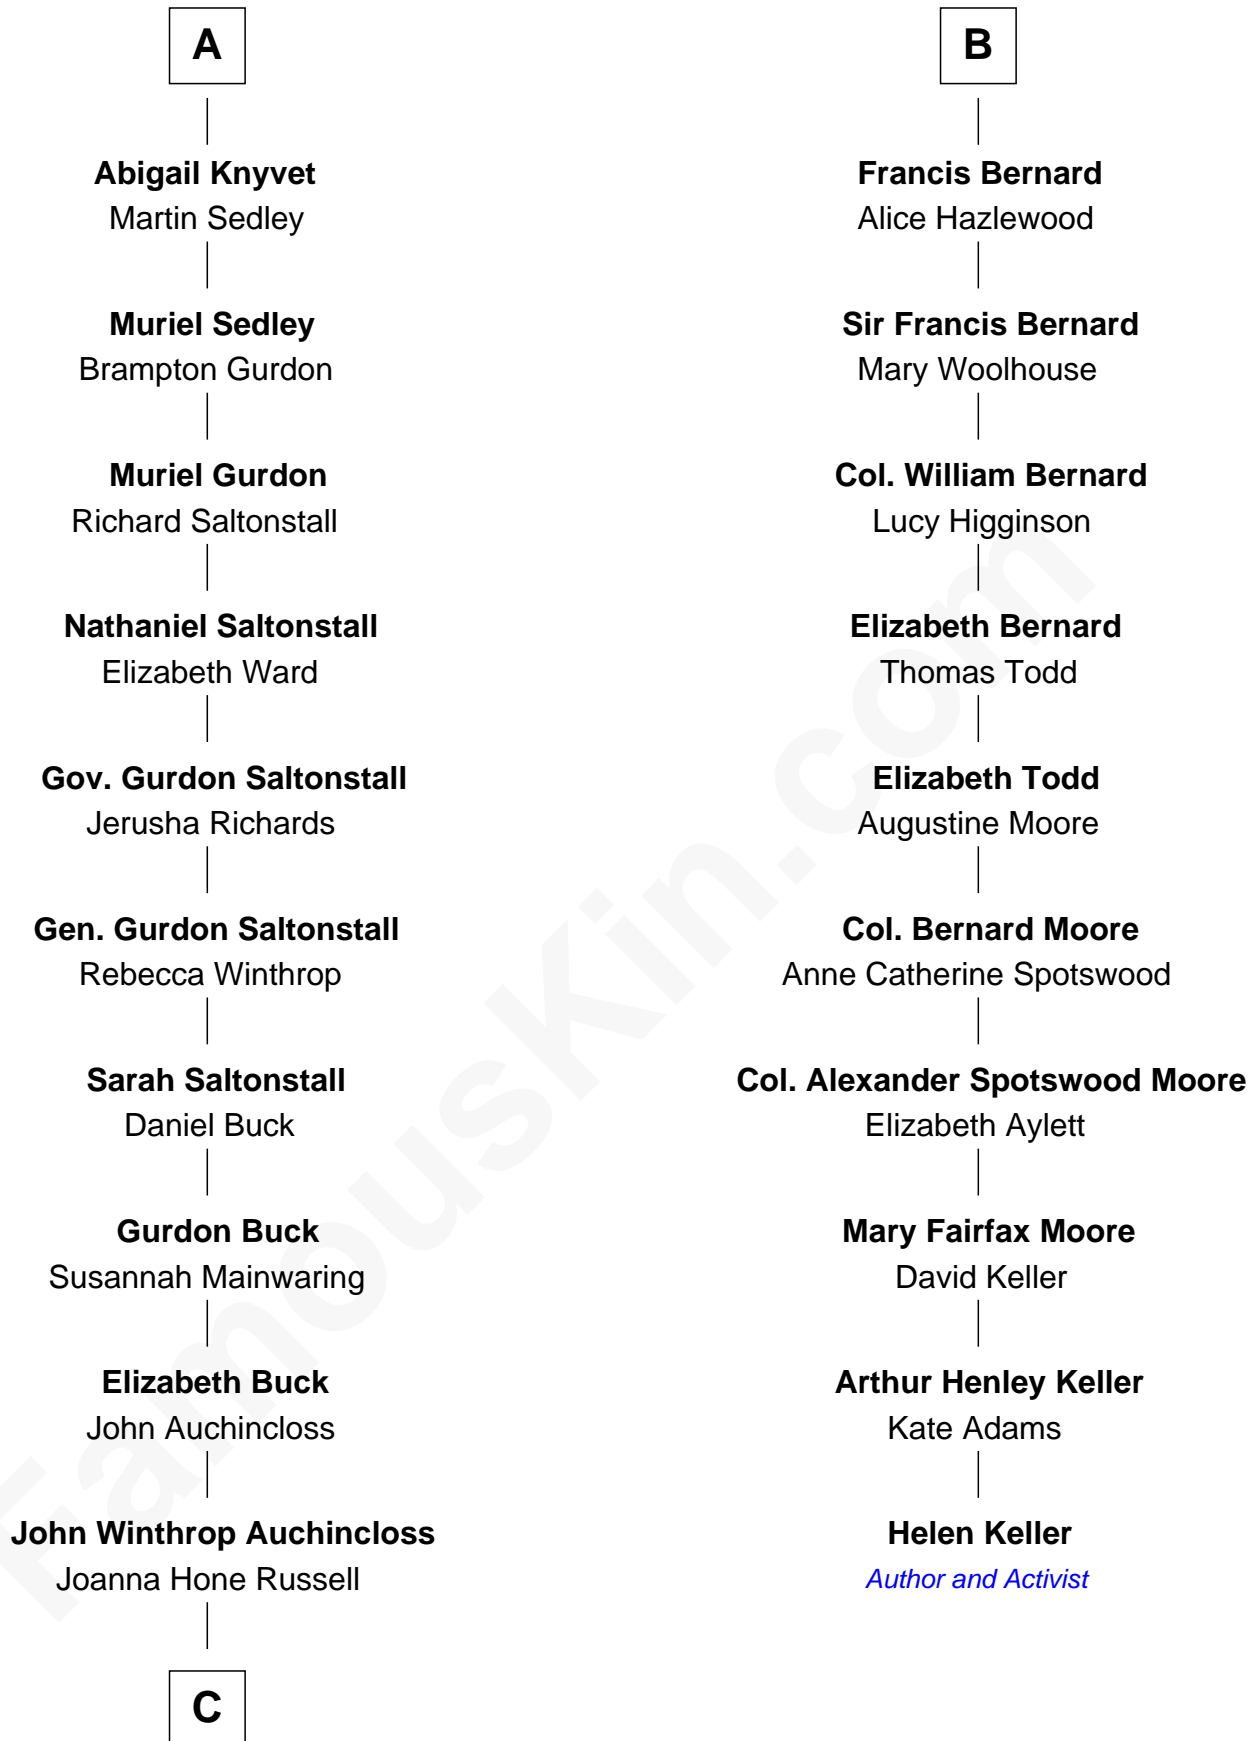 A
Abigail Knyvet
Martin Sedley
Muriel Sedley
Brampton Gurdon
Muriel Gurdon
Richard Saltonstall
Nathaniel Saltonstall
Elizabeth Ward
Gov. Gurdon Saltonstall
Jerusha Richards
Gen. Gurdon Saltonstall
Rebecca Winthrop
Sarah Saltonstall
Daniel Buck
Gurdon Buck
Susannah Mainwaring
Elizabeth Buck
John Auchincloss
John Winthrop Auchincloss
Joanna Hone Russell
C
B
Francis Bernard
Alice Hazlewood
Sir Francis Bernard
Mary Woolhouse
Col. William Bernard
Lucy Higginson
Elizabeth Bernard
Thomas Todd
Elizabeth Todd
Augustine Moore
Col. Bernard Moore
Anne Catherine Spotswood
Col. Alexander Spotswood Moore
Elizabeth Aylett
Mary Fairfax Moore
David Keller
Arthur Henley Keller
Kate Adams
Helen Keller
Author and Activist
FamousKin.com